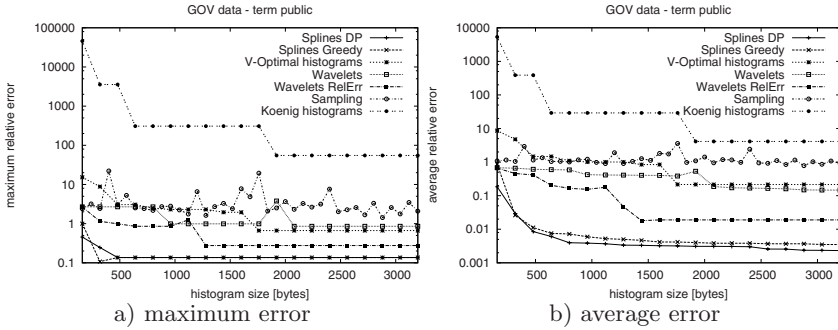 GOV data - term public
maximum relative error
100000
10000
1000
100
10
1
0.1
Splines DP
Splines Greedy
V-Optimal histograms
Wavelets
Wavelets RelErr
Sampling
Koenig histograms
500 1000 1500 2000 2500 3000
histogram size [bytes]
a) maximum error
GOV data - term public
average relative error
10000
1000
100
10
1
0.1
0.01
0.001
Splines DP
Splines Greedy
V-Optimal histograms
Wavelets
Wavelets RelErr
Sampling
Koenig histograms
500 1000 1500 2000 2500 3000
histogram size [bytes]
b) average error